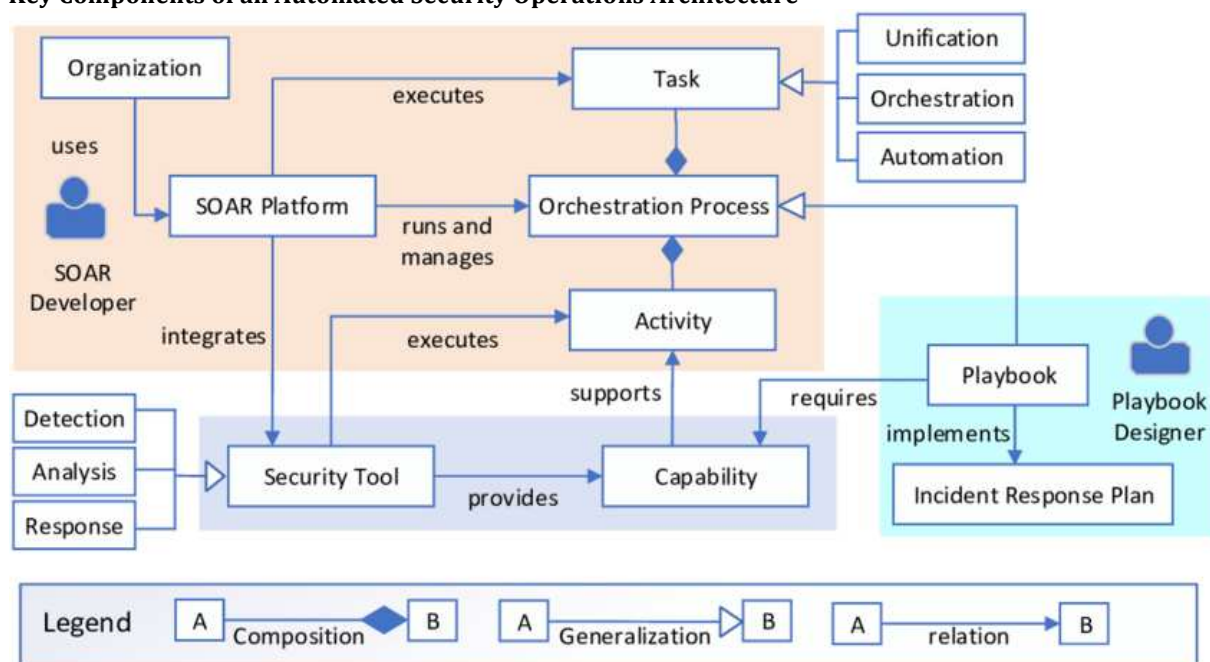 Key Components of an Automated Security Operations Architecture
Organization
Task
Unification
Orchestration
Automation
executes
uses
SOAR Platform
Orchestration Process
runs and
manages
SOAR
Developer
integrates
executes
Activity
supports
requires
Playbook
Playbook
Designer
implements
Incident Response Plan
Detection
Analysis
Response
Security Tool
provides
Capability
Legend
A
Composition
B
A
Generalization
B
A
relation
B